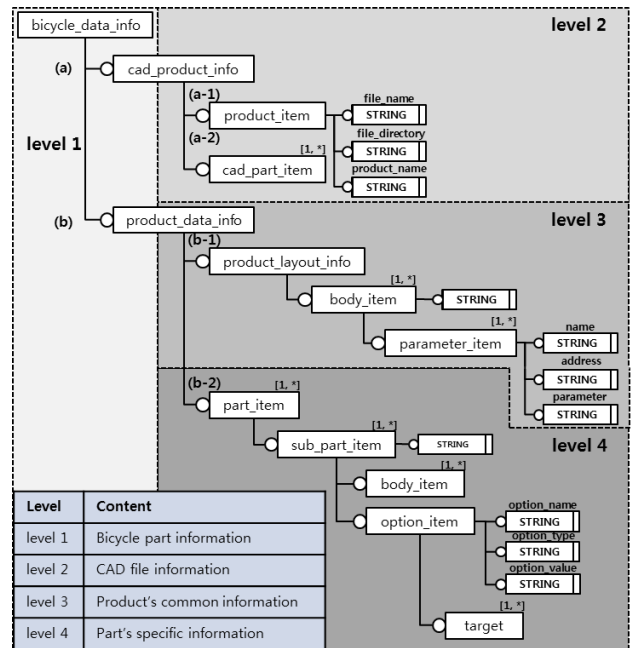 bicycle_data_info
level 2
(a)
cad_product_info
(a-1)
file_name
product_item
STRING
level 1
(a-2)
file_directory
STRING
[1, *]
cad_part_item
product_name
STRING
(b)
product_data_info
level 3
(b-1)
product_layout_info
[1, *]
body_item
STRING
[1, *]
name
parameter_item
STRING
address
STRING
(b-2)
[1, *]
parameter
part_item
STRING
[1, *]
sub_part_item
STRING
level 4
[1, *]
body_item
option_name
option_item
STRING
option_type
STRING
option_value
STRING
[1, *]
target
Level Content
level 1 Bicycle part information
level 2 CAD file information
level 3 Product's common information
level 4 Part's specific information